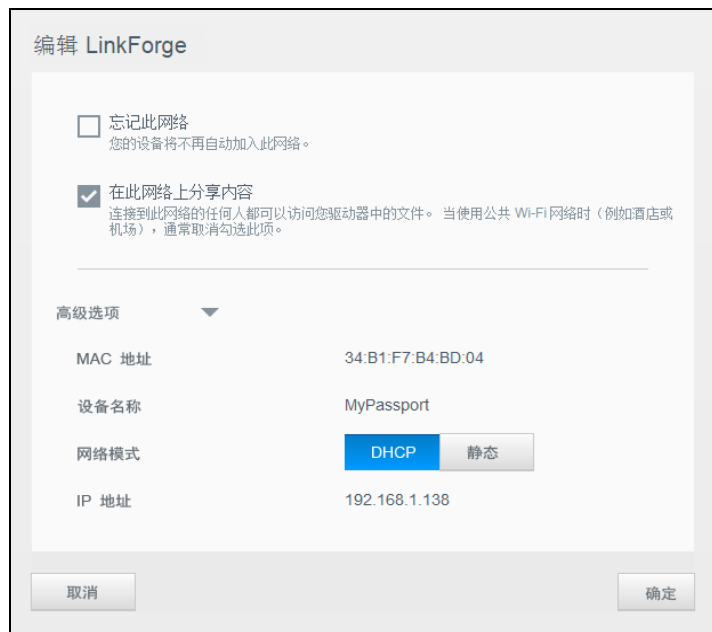 编辑 LinkForge
忘记此网络
您的设备将不再自动加入此网络。
在此网络上分享内容
连接到此网络的任何人都可以访问您驱动器中的文件。 当使用公共 Wi-Fi 网络时（例如酒店或
机场），通常取消勾选此项。
高级选项
MAC 地址 34:B1:F7:B4:BD:04
设备名称 MyPassport
网络模式 DHCP 静态
IP 地址 192.168.1.138
取消 确定